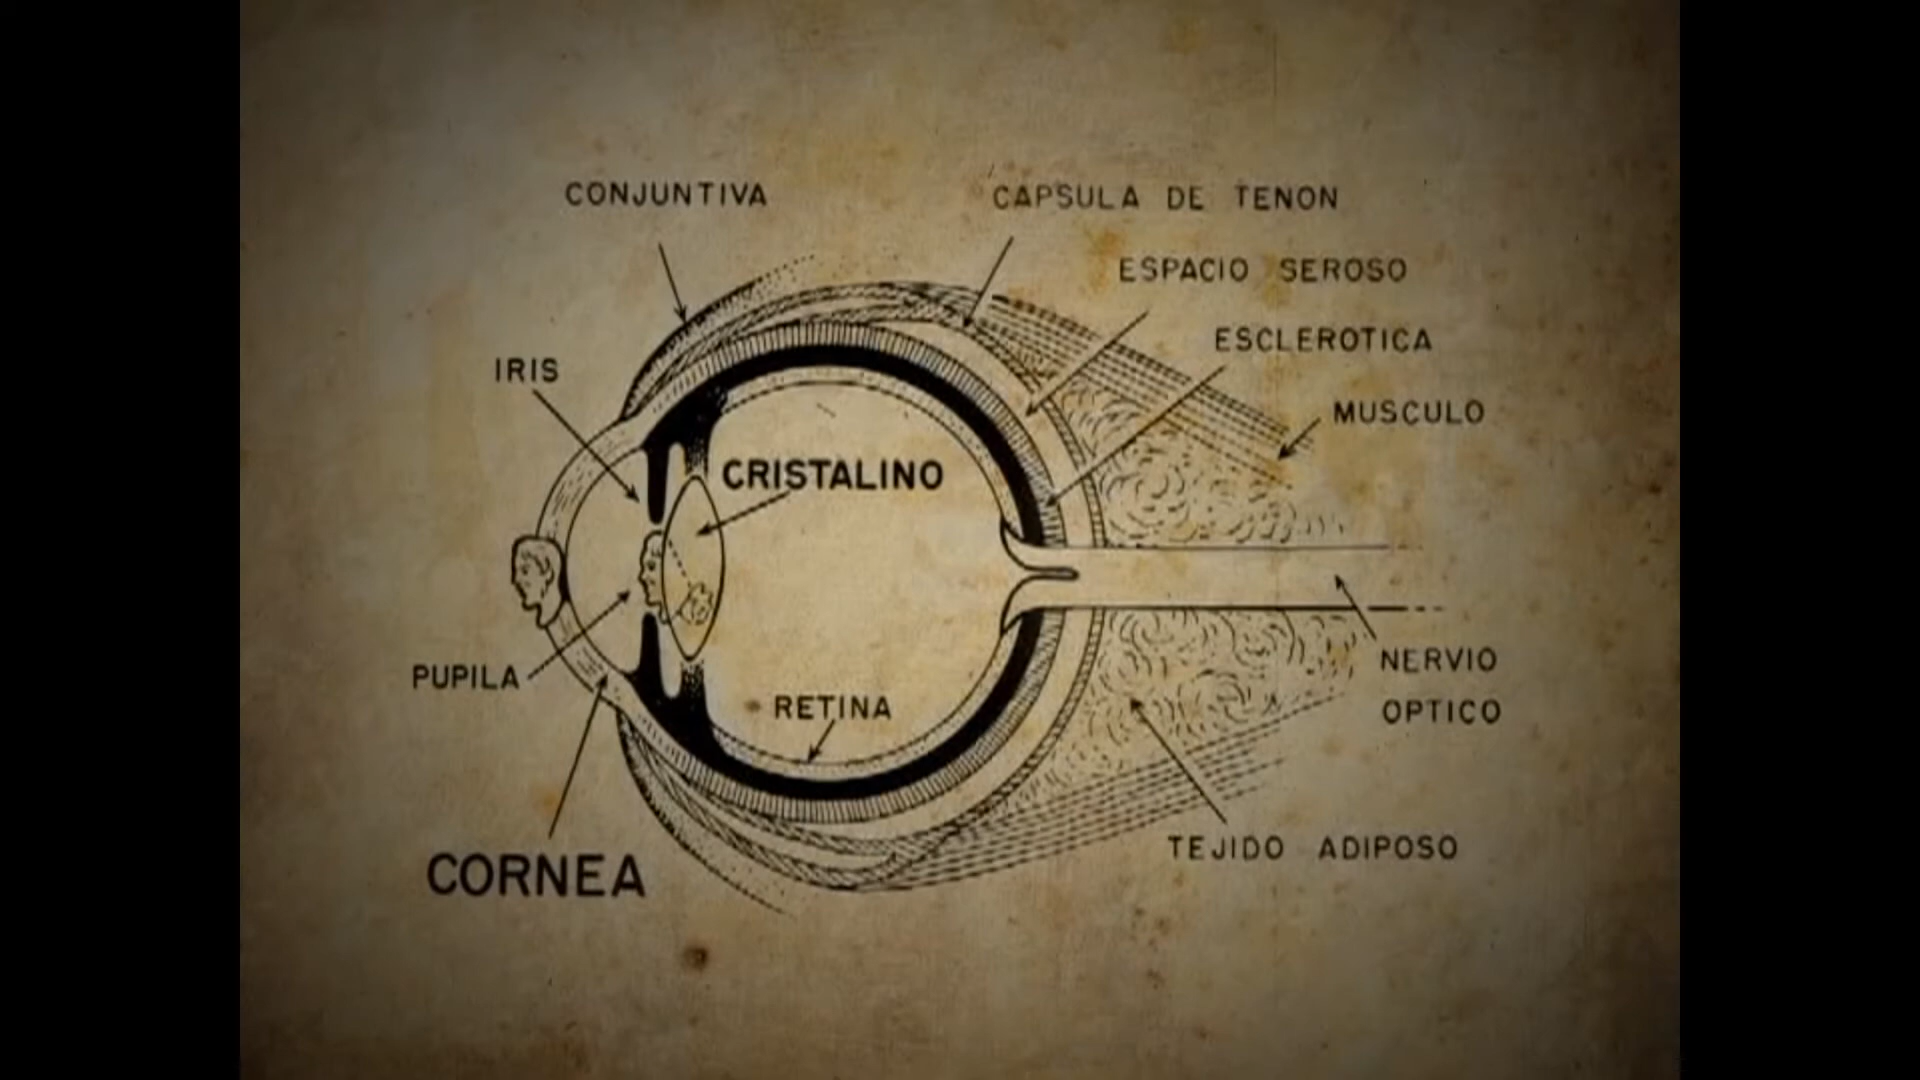 CONJUNTIVA
CAPSULA DE TENON
ESPACIO SEROSO
ESCLEROTICA
IRIS
MUSCULO
CRISTALINO
PUPILA
RETINA
NERVIO
OPTICO
TEJIDO ADIPOSO
CORNEA